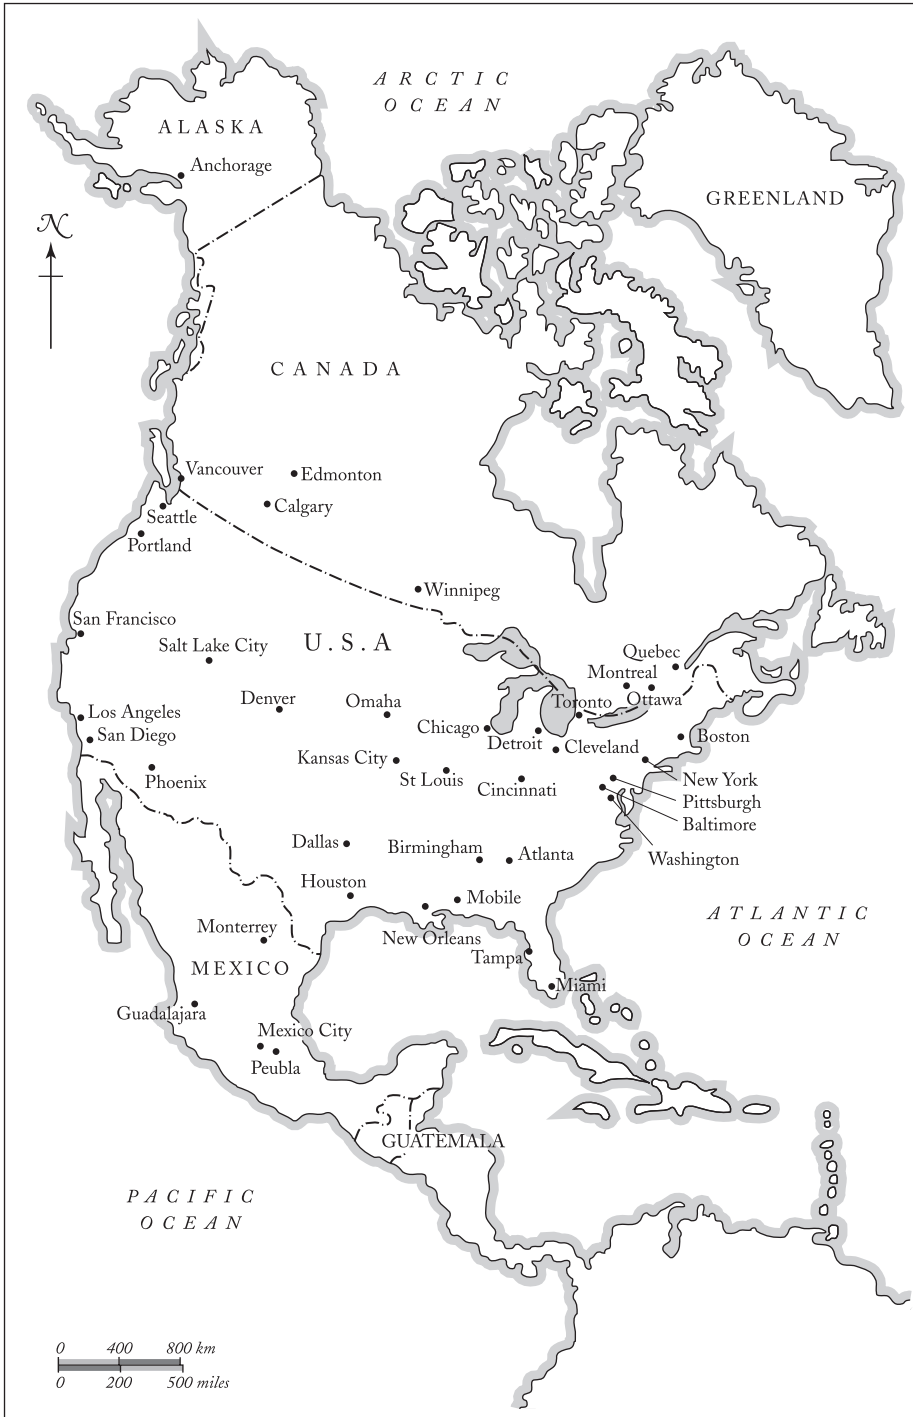 ARCTIC
OCEAN
ALASKA
Anchorage
GREENLAND
N
CANADA
Vancouver
Edmonton
Calgary
Seattle
Portland
Winnipeg
San Francisco
Salt Lake City
U.S.A
Quebec
Montreal
Ottawa
Toronto
Denver
Omaha
Los Angeles
San Diego
Chicago
Detroit
Cleveland
Boston
Kansas City
St Louis
Cincinnati
Phoenix
New York
Pittsburgh
Baltimore
Washington
Dallas
Birmingham
Atlanta
Houston
Mobile
New Orleans
Tampa
Miami
ATLANTIC
OCEAN
Monterrey
MEXICO
Guadalajara
Mexico City
Peubla
GUATEMALA
PACIFIC
OCEAN
0 400 800 km
0 200 500 miles